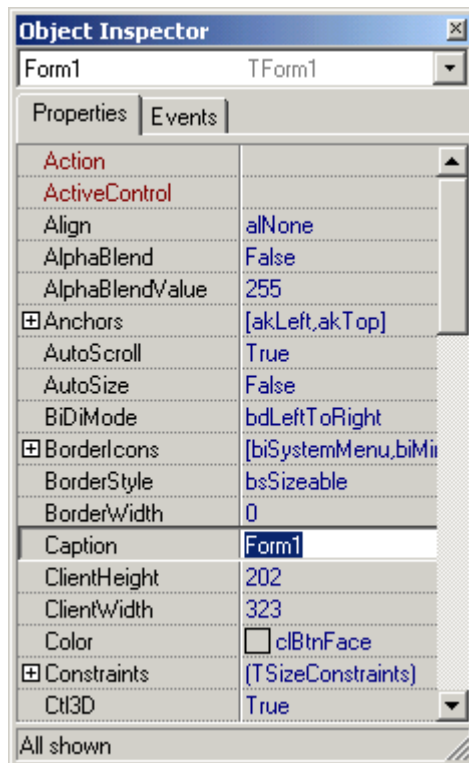 Object Inspector
Form1 TForm1
Properties Events
Action
ActiveControl
Align alNone
AlphaBlend False
AlphaBlendValue 255
Anchors [akLeft,akTop]
AutoScroll True
AutoSize False
BiDiMode bdLeftToRight
BorderIcons [biSystemMenu,biMin
BorderStyle bsSizeable
BorderWidth 0
Caption Form1
ClientHeight 202
ClientWidth 323
Color clBtnFace
Constraints (TSizeConstraints)
Ctl3D True
All shown